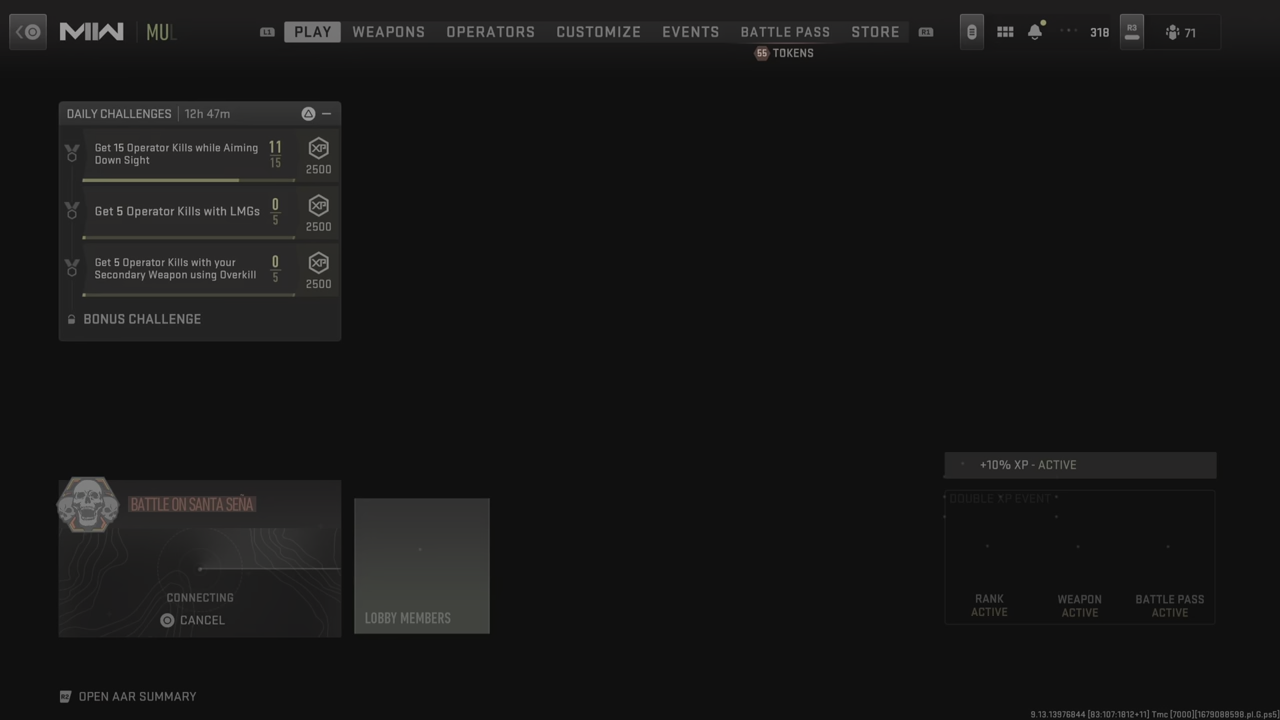 MW MUL
L1 PLAY WEAPONS OPERATORS CUSTOMIZE EVENTS BATTLE PASS STORE R1
318 R3 71
55 TOKENS
DAILY CHALLENGES 12h 47m
Get 15 Operator Kills while Aiming
Down Sight
11
15
XP
2500
Get 5 Operator Kills with LMGs
0
5
XP
2500
Get 5 Operator Kills with your
Secondary Weapon using Overkill
0
5
XP
2500
BONUS CHALLENGE
+10% XP - ACTIVE
BATTLE ON SANTA SEÑA
DOUBLE XP EVENT
CONNECTING
CANCEL
LOBBY MEMBERS
RANK
ACTIVE
WEAPON
ACTIVE
BATTLE PASS
ACTIVE
R2 OPEN AAR SUMMARY
9.13.13976844 [83:107:1812+11] Tmc [7000][1679088598.pl.G.ps5]